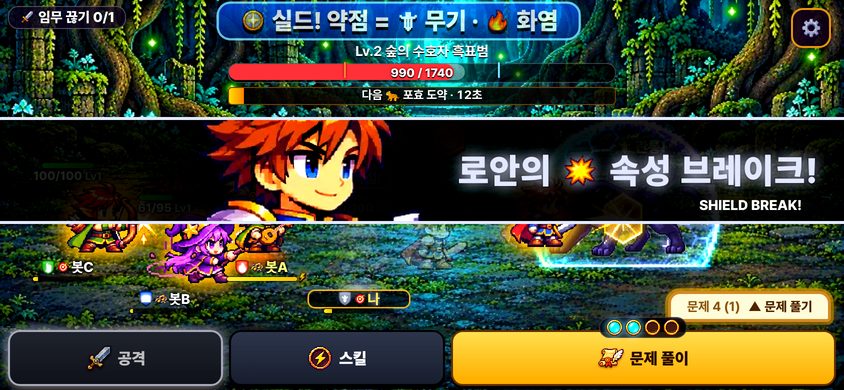 임무 끊기 0/1
실드! 약점 = 무기 · 화염
Lv.2 숲의 수호자 흑표범
990 / 1740
다음 포효 도약 · 12초
100/100 Lv1
61/95 Lv1
로안의 속성 브레이크!
SHIELD BREAK!
봇C
봇A
봇B
나
문제 4 (1) ▲ 문제 풀기
공격
스킬
문제 풀이